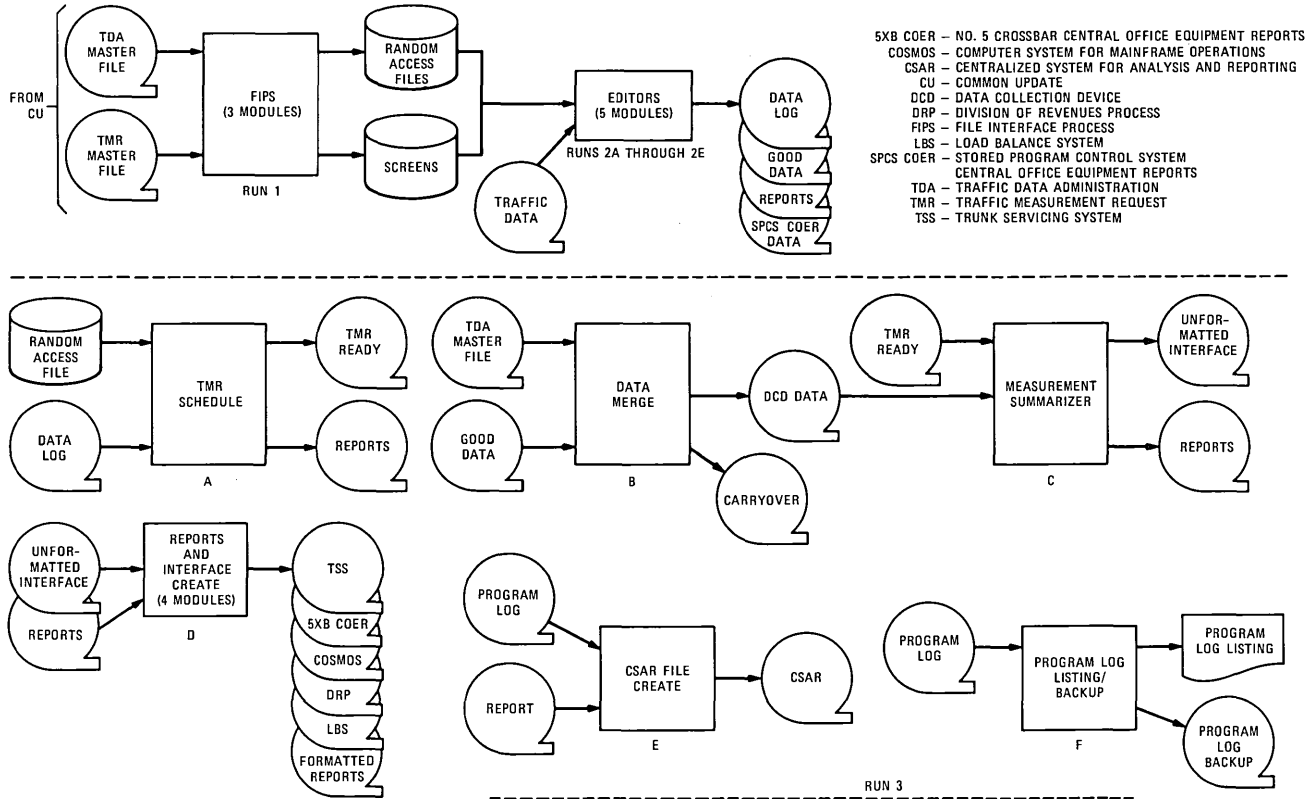 FROM
CU
TDA
MASTER
FILE
TMR
MASTER
FILE
FIPS
(3 MODULES)
RUN 1
RANDOM
ACCESS
FILES
SCREENS
TRAFFIC
DATA
EDITORS
(5 MODULES)
RUNS 2A THROUGH 2E
DATA
LOG
GOOD
DATA
REPORTS
SPCS COER
DATA
5XB COER – NO. 5 CROSSBAR CENTRAL OFFICE EQUIPMENT REPORTS
COSMOS – COMPUTER SYSTEM FOR MAINFRAME OPERATIONS
CSAR – CENTRALIZED SYSTEM FOR ANALYSIS AND REPORTING
CU – COMMON UPDATE
DCD – DATA COLLECTION DEVICE
DRP – DIVISION OF REVENUES PROCESS
FIPS – FILE INTERFACE PROCESS
LBS – LOAD BALANCE SYSTEM
SPCS COER – STORED PROGRAM CONTROL SYSTEM
CENTRAL OFFICE EQUIPMENT REPORTS
TDA – TRAFFIC DATA ADMINISTRATION
TMR – TRAFFIC MEASUREMENT REQUEST
TSS – TRUNK SERVICING SYSTEM
RANDOM
ACCESS
FILE
DATA
LOG
TMR
SCHEDULE
A
TMR
READY
REPORTS
TDA
MASTER
FILE
GOOD
DATA
DATA
MERGE
B
DCD DATA
CARRYOVER
TMR
READY
MEASUREMENT
SUMMARIZER
C
UNFOR-
MATTED
INTERFACE
REPORTS
UNFOR-
MATTED
INTERFACE
REPORTS
REPORTS
AND
INTERFACE
CREATE
(4 MODULES)
D
TSS
5XB COER
COSMOS
DRP
LBS
FORMATTED
REPORTS
PROGRAM
LOG
REPORT
CSAR FILE
CREATE
E
CSAR
PROGRAM
LOG
PROGRAM LOG
LISTING/
BACKUP
F
PROGRAM
LOG LISTING
PROGRAM
LOG
BACKUP
RUN 3